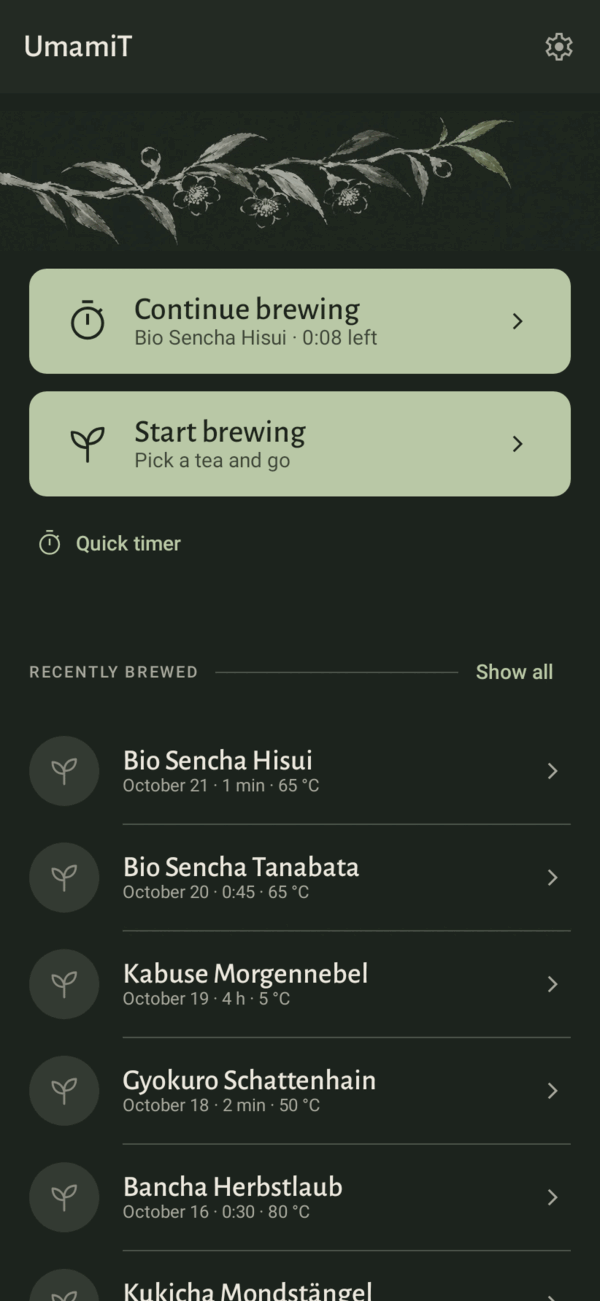 UmamiT
Continue brewing
Bio Sencha Hisui · 0:08 left
Start brewing
Pick a tea and go
Quick timer
RECENTLY BREWED
Show all
Bio Sencha Hisui
October 21 · 1 min · 65 °C
Bio Sencha Tanabata
October 20 · 0:45 · 65 °C
Kabuse Morgennebel
October 19 · 4 h · 5 °C
Gyokuro Schattenhain
October 18 · 2 min · 50 °C
Bancha Herbstlaub
October 16 · 0:30 · 80 °C
Kukicha Mondstängel